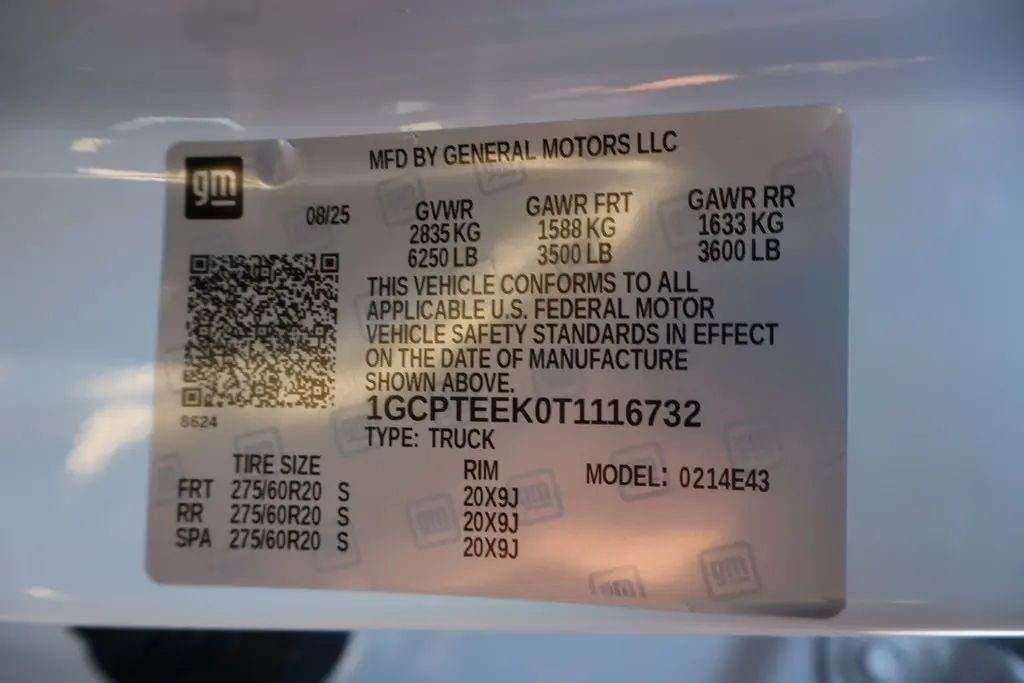 gm
MFD BY GENERAL MOTORS LLC
08/25
GVWR GAWR FRT GAWR RR
2835 KG 1588 KG 1633 KG
6250 LB 3500 LB 3600 LB
THIS VEHICLE CONFORMS TO ALL
APPLICABLE U.S. FEDERAL MOTOR
VEHICLE SAFETY STANDARDS IN EFFECT
ON THE DATE OF MANUFACTURE
SHOWN ABOVE.
1GCPTEEK0T1116732
8624
TYPE: TRUCK
TIRE SIZE RIM MODEL: 0214E43
FRT 275/60R20 S 20X9J
RR 275/60R20 S 20X9J
SPA 275/60R20 S 20X9J